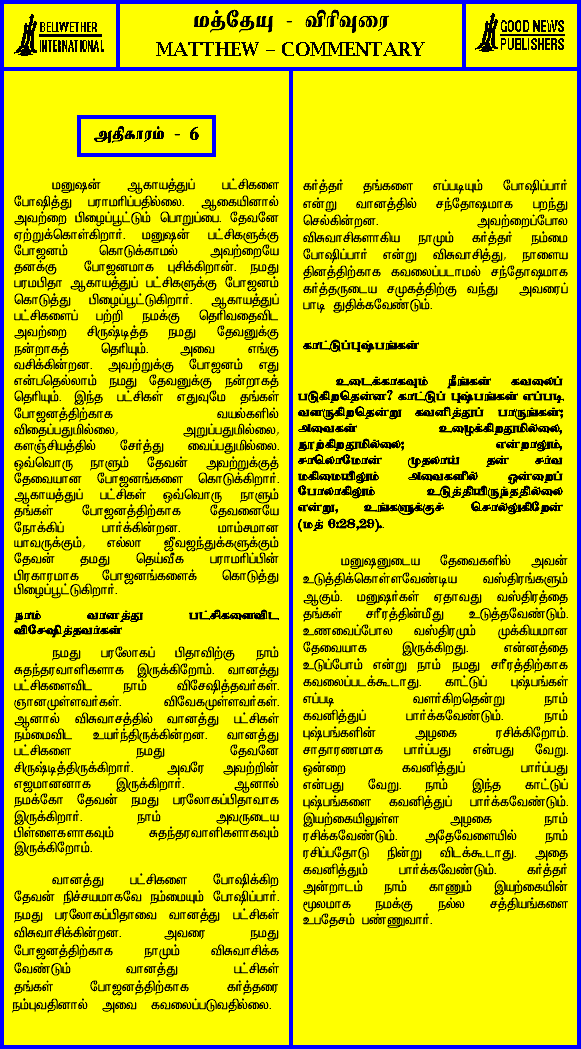 BELLWETHER
INTERNATIONAL
மத்தேயு - விரிவுரை
MATTHEW – COMMENTARY
GOOD NEWS
PUBLISHERS
அதிகாரம் - 6
மனுஷன் ஆகாயத்துப் பட்சிகளை
போஷித்து பராமரிப்பதில்லை. ஆகையினால்
அவற்றை பிழைப்பூட்டும் பொறுப்பை. தேவனே
ஏற்றுக்கொள்கிறார். மனுஷன் பட்சிகளுக்கு
போஜனம் கொடுக்காமல் அவற்றையே
தனக்கு போஜனமாக புசிக்கிறான். நமது
பரமபிதா ஆகாயத்துப் பட்சிகளுக்கு போஜனம்
கொடுத்து பிழைப்பூட்டுகிறார். ஆகாயத்துப்
பட்சிகளைப் பற்றி நமக்கு தெரிவதைவிட
அவற்றை சிருஷ்டித்த நமது தேவனுக்கு
நன்றாகத் தெரியும். அவை எங்கு
வசிக்கின்றன. அவற்றுக்கு போஜனம் எது
என்பதெல்லாம் நமது தேவனுக்கு நன்றாகத்
தெரியும். இந்த பட்சிகள் எதுவுமே தங்கள்
போஜனத்திற்காக வயல்களில்
விதைப்பதுமில்லை, அறுப்பதுமில்லை,
களஞ்சியத்தில் சேர்த்து வைப்பதுமில்லை.
ஒவ்வொரு நாளும் தேவன் அவற்றுக்குத்
தேவையான போஜனங்களை கொடுக்கிறார்.
ஆகாயத்துப் பட்சிகள் ஒவ்வொரு நாளும்
தங்கள் போஜனத்திற்காக தேவனையே
நோக்கிப் பார்க்கின்றன. மாம்சமான
யாவருக்கும், எல்லா ஜீவஜந்துக்களுக்கும்
தேவன் தமது தெய்வீக பராமரிப்பின்
பிரகாரமாக போஜனங்களைக் கொடுத்து
பிழைப்பூட்டுகிறார்.
நாம் வானத்து பட்சிகளைவிட
விசேஷித்தவர்கள்
நமது பரலோகப் பிதாவிற்கு நாம்
சுதந்தரவாளிகளாக இருக்கிறோம். வானத்து
பட்சிகளைவிட நாம் விசேஷித்தவர்கள்.
ஞானமுள்ளவர்கள். விவேகமுள்ளவர்கள்.
ஆனால் விசுவாசத்தில் வானத்து பட்சிகள்
நம்மைவிட உயர்ந்திருக்கின்றன. வானத்து
பட்சிகளை நமது தேவனே
சிருஷ்டித்திருக்கிறார். அவரே அவற்றின்
எஜமானனாக இருக்கிறார். ஆனால்
நமக்கோ தேவன் நமது பரலோகப்பிதாவாக
இருக்கிறார். நாம் அவருடைய
பிள்ளைகளாகவும் சுதந்தரவாளிகளாகவும்
இருக்கிறோம்.
வானத்து பட்சிகளை போஷிக்கிற
தேவன் நிச்சயமாகவே நம்மையும் போஷிப்பார்.
நமது பரலோகப்பிதாவை வானத்து பட்சிகள்
விசுவாசிக்கின்றன. அவரை நமது
போஜனத்திற்காக நாமும் விசுவாசிக்க
வேண்டும் வானத்து பட்சிகள்
தங்கள் போஜனத்திற்காக கர்த்தரை
நம்புவதினால் அவை கவலைப்படுவதில்லை.
கர்த்தர் தங்களை எப்படியும் போஷிப்பார்
என்று வானத்தில் சந்தோஷமாக பறந்து
செல்கின்றன. அவற்றைப்போல
விசுவாசிகளாகிய நாமும் கர்த்தர் நம்மை
போஷிப்பார் என்று விசுவாசித்து, நாளைய
தினத்திற்காக கவலைப்படாமல் சந்தோஷமாக
கர்த்தருடைய சமுகத்திற்கு வந்து அவரைப்
பாடி துதிக்கவேண்டும்.
காட்டுப்புஷ்பங்கள்
உடைக்காகவும் நீங்கள் கவலைப்
படுகிறதென்ன? காட்டுப் புஷ்பங்கள் எப்படி
வளருகிறதென்று கவனித்துப் பாருங்கள்;
அவைகள் உழைக்கிறதுமில்லை,
நூற்கிறதுமில்லை; என்றாலும்,
சாலொமோன் முதலாய் தன் சர்வ
மகிமையிலும் அவைகளில் ஒன்றைப்
போலாகிலும் உடுத்தியிருந்ததில்லை
என்று, உங்களுக்குச் சொல்லுகிறேன்
(மத் 6:28,29).
மனுஷனுடைய தேவைகளில் அவன்
உடுத்திக்கொள்ளவேண்டிய வஸ்திரங்களும்
ஆகும். மனுஷர்கள் ஏதாவது வஸ்திரத்தை
தங்கள் சரீரத்தின்மீது உடுத்தவேண்டும்.
உணவைப்போல வஸ்திரமும் முக்கியமான
தேவையாக இருக்கிறது. என்னத்தை
உடுப்போம் என்று நாம் நமது சரீரத்திற்காக
கவலைப்படக்கூடாது. காட்டுப் புஷ்பங்கள்
எப்படி வளர்கிறதென்று நாம்
கவனித்துப் பார்க்கவேண்டும். நாம்
புஷ்பங்களின் அழகை ரசிக்கிறோம்.
சாதாரணமாக பார்ப்பது என்பது வேறு.
ஒன்றை கவனித்துப் பார்ப்பது
என்பது வேறு. நாம் இந்த காட்டுப்
புஷ்பங்களை கவனித்துப் பார்க்கவேண்டும்.
இயற்கையிலுள்ள அழகை நாம்
ரசிக்கவேண்டும். அதேவேளையில் நாம்
ரசிப்பதோடு நின்று விடக்கூடாது. அதை
கவனித்தும் பார்க்கவேண்டும். கர்த்தர்
அன்றாடம் நாம் காணும் இயற்கையின்
மூலமாக நமக்கு நல்ல சத்தியங்களை
உபதேசம் பண்ணுவார்.